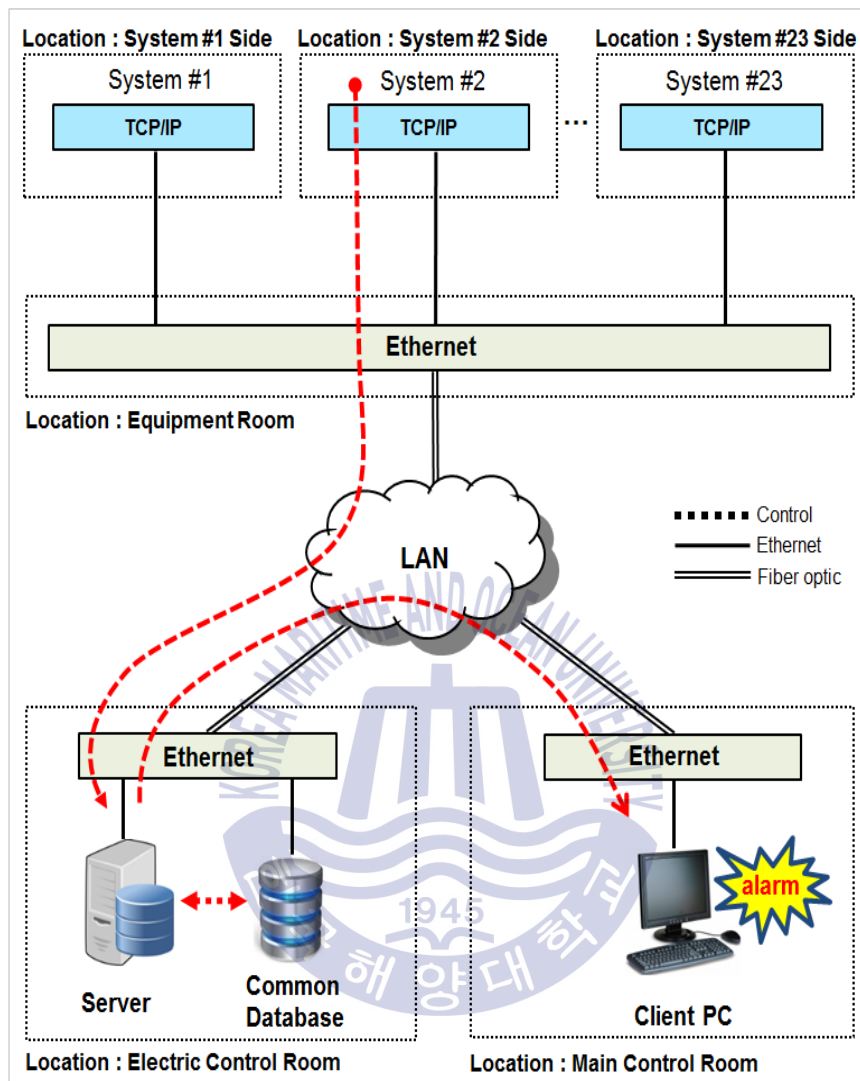 Location : System #1 Side
Location : System #2 Side
Location : System #23 Side
System #1
System #2
System #23
TCP/IP
TCP/IP
...
TCP/IP
Ethernet
Location : Equipment Room
LAN
Control
Ethernet
Fiber optic
KOREA MARITIME AND OCEAN UNIVERSITY
Ethernet
Ethernet
alarm
1945
해양대학교
Server
Common
Database
Client PC
Location : Electric Control Room
Location : Main Control Room